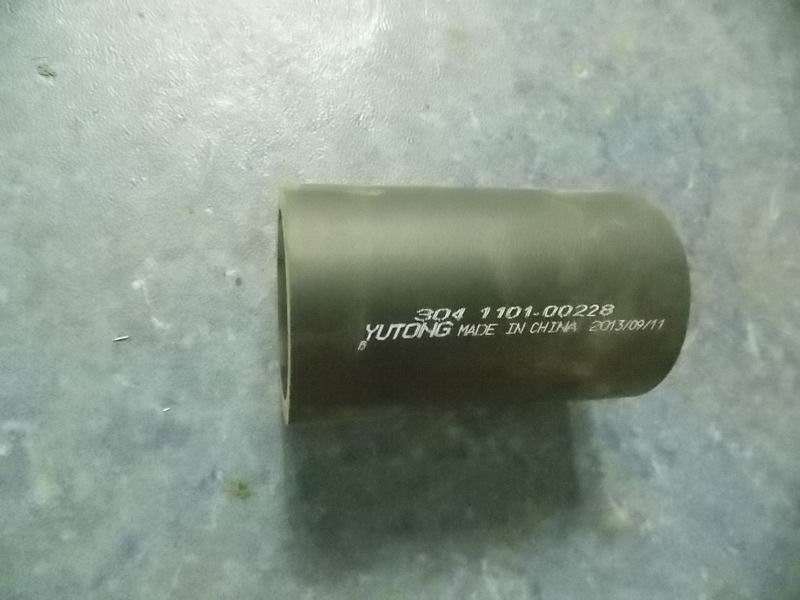 304 1101-00228
YUTONG MADE IN CHINA 2013/09/11